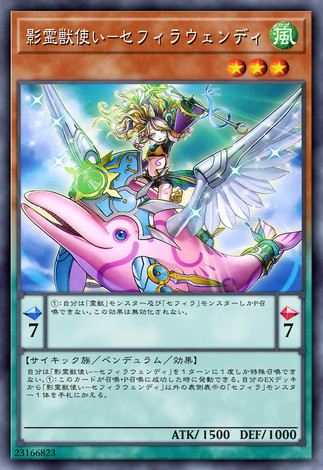 影霊獣使い－セフィラウェンディ 風
①：自分は「霊獣」モンスター及び「セフィラ」モンスターしかP召
喚できない。この効果は無効化されない。
7 7
【サイキック族／ペンデュラム／効果】
自分は「影霊獣使い－セフィラウェンディ」を１ターンに１度しか特殊召喚できな
い。①：このカードが召喚・P召喚に成功した時に発動できる。自分のEXデッキ
から「影霊獣使い－セフィラウェンディ」以外の表側表示の「セフィラ」モンスタ
ー１体を手札に加える。
ATK/1500 DEF/1000
23166823